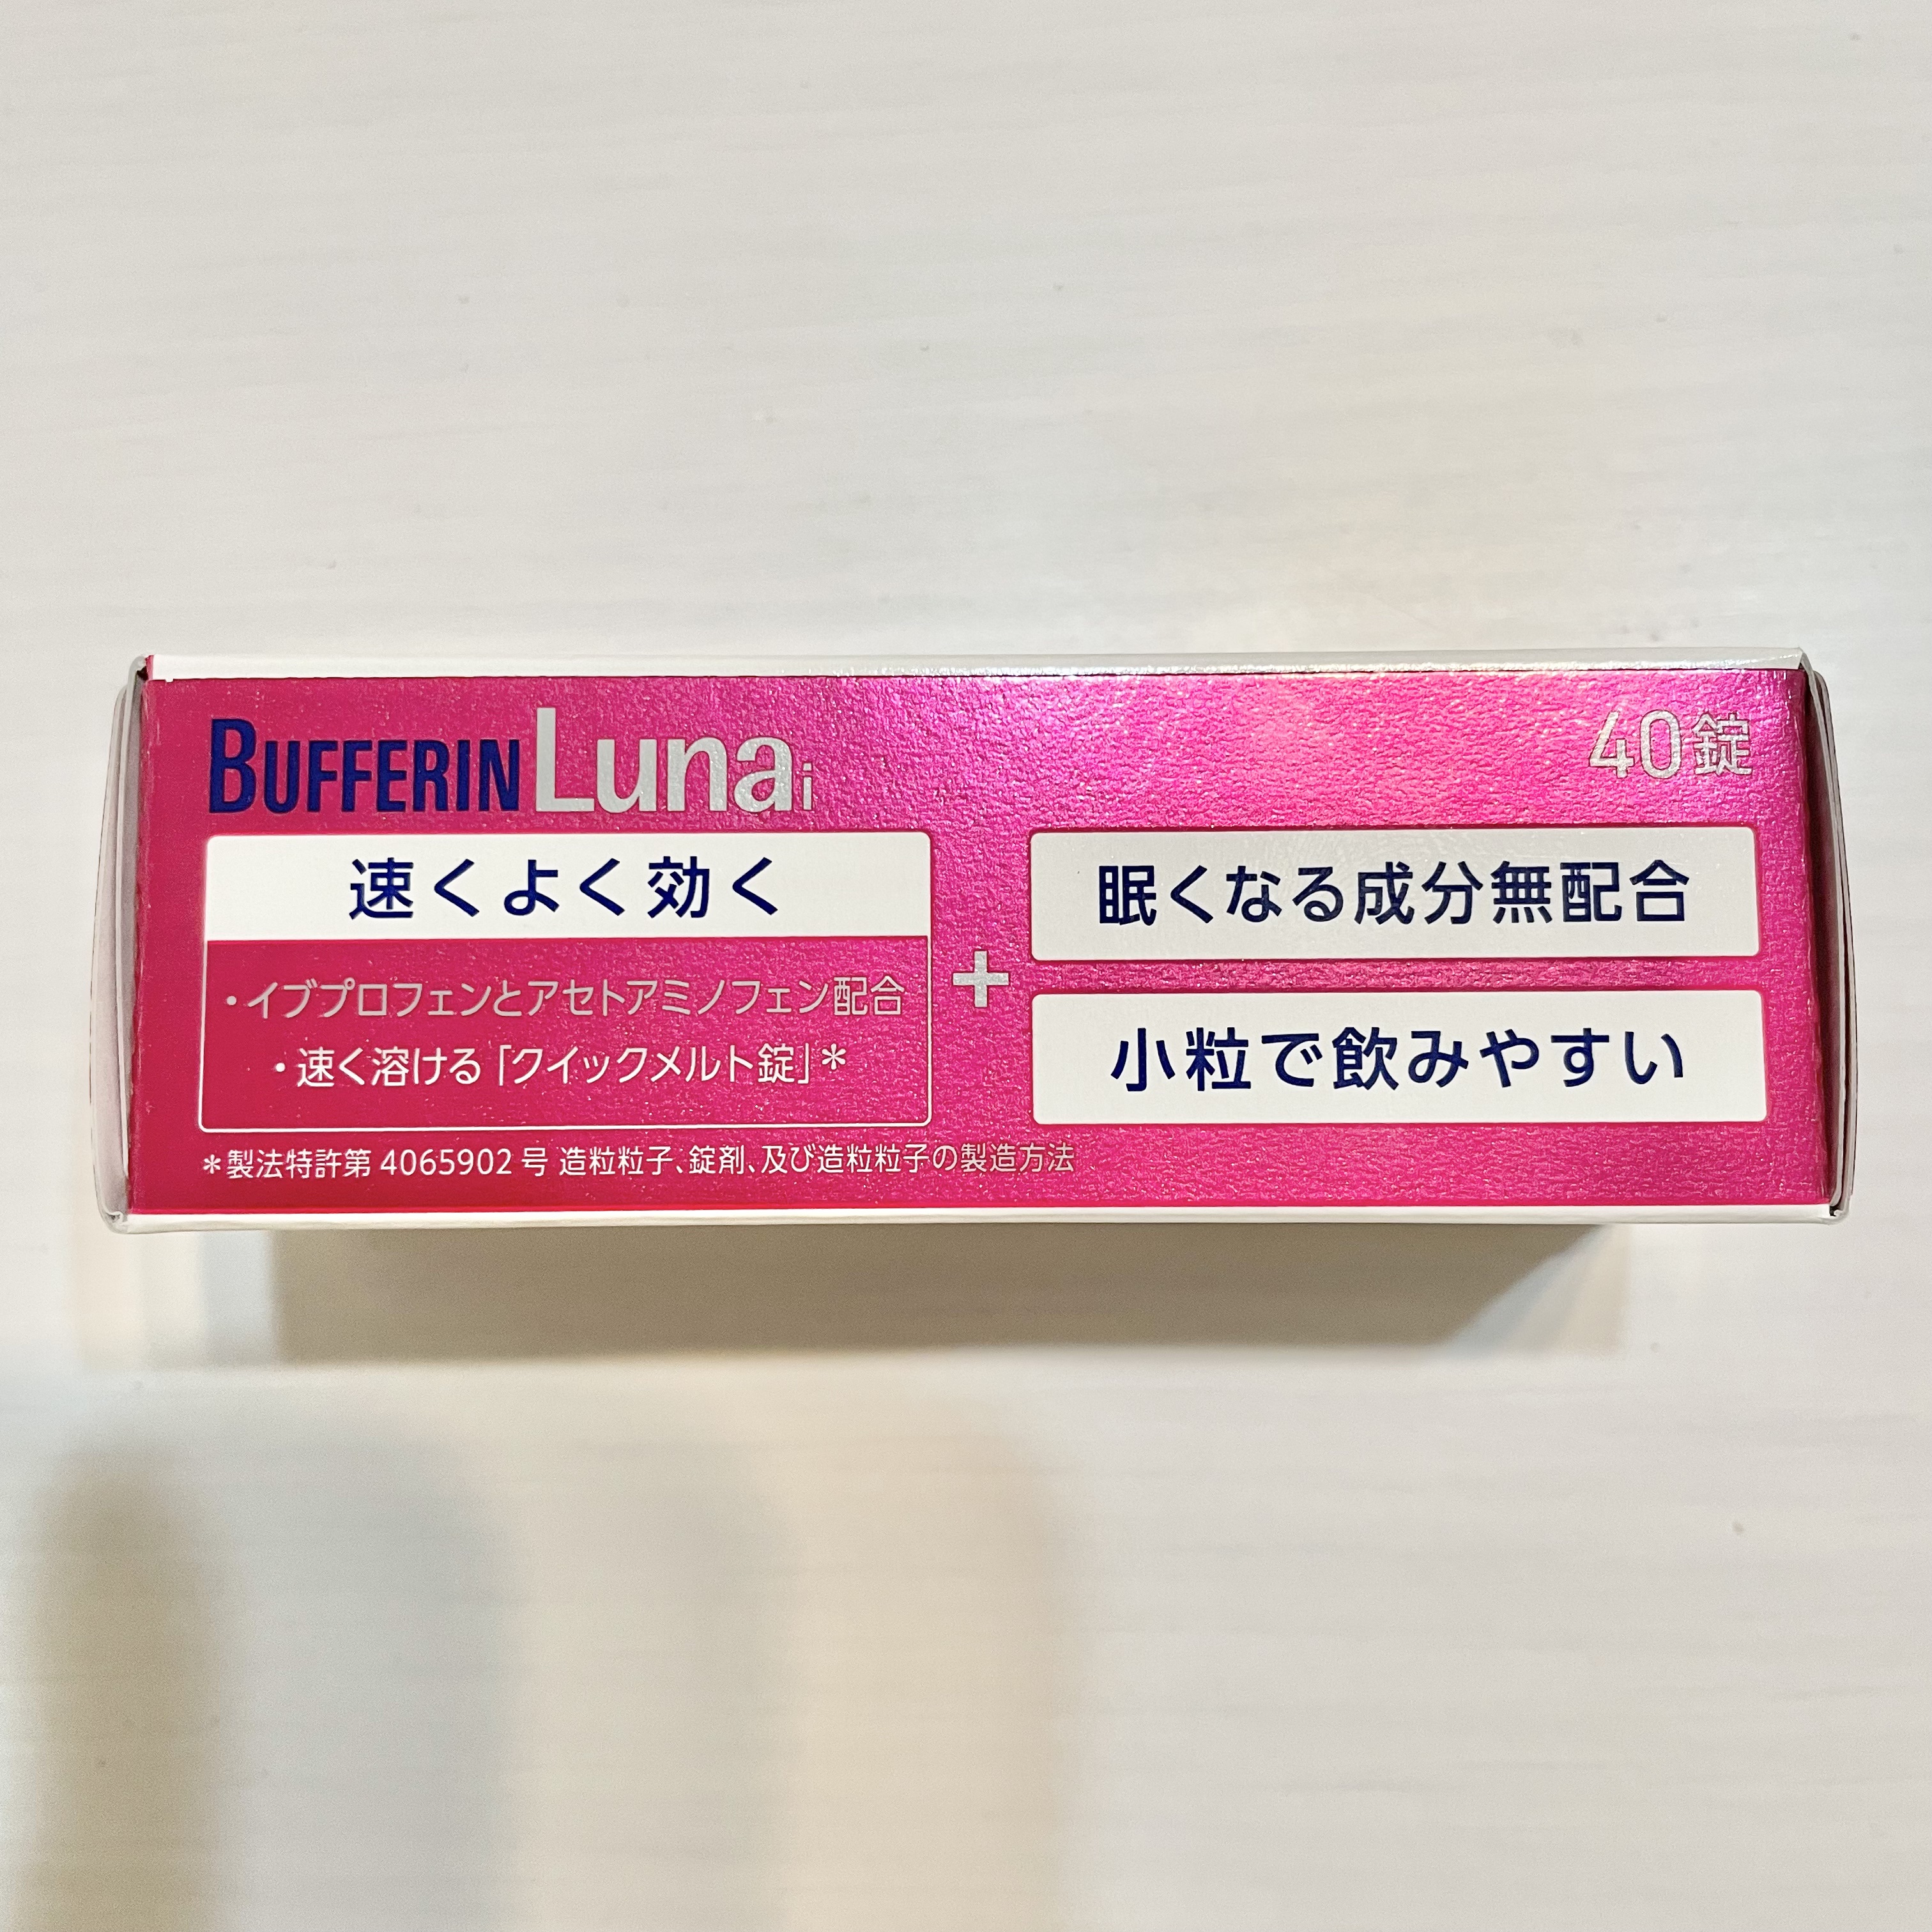 BUFFERIN Lunai
40錠
速くよく効く
・イブプロフェンとアセトアミノフェン配合
・速く溶ける「クイックメルト錠」*
+
眠くなる成分無配合
小粒で飲みやすい
*製法特許第4065902号 造粒粒子、錠剤、及び造粒粒子の製造方法